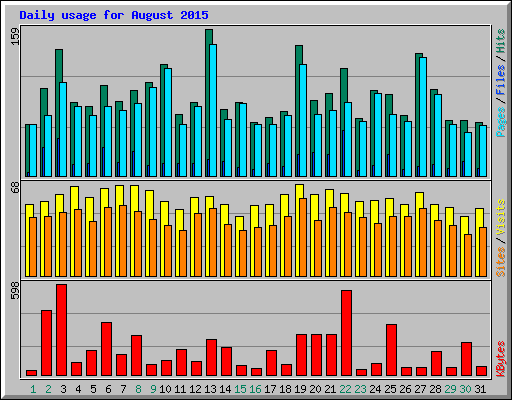 Daily usage for August 2015
159
Pages / Files / Hits
68
Sites / Visits
598
KBytes
1 2 3 4 5 6 7 8 9 10 11 12 13 14 15 16 17 18 19 20 21 22 23 24 25 26 27 28 29 30 31